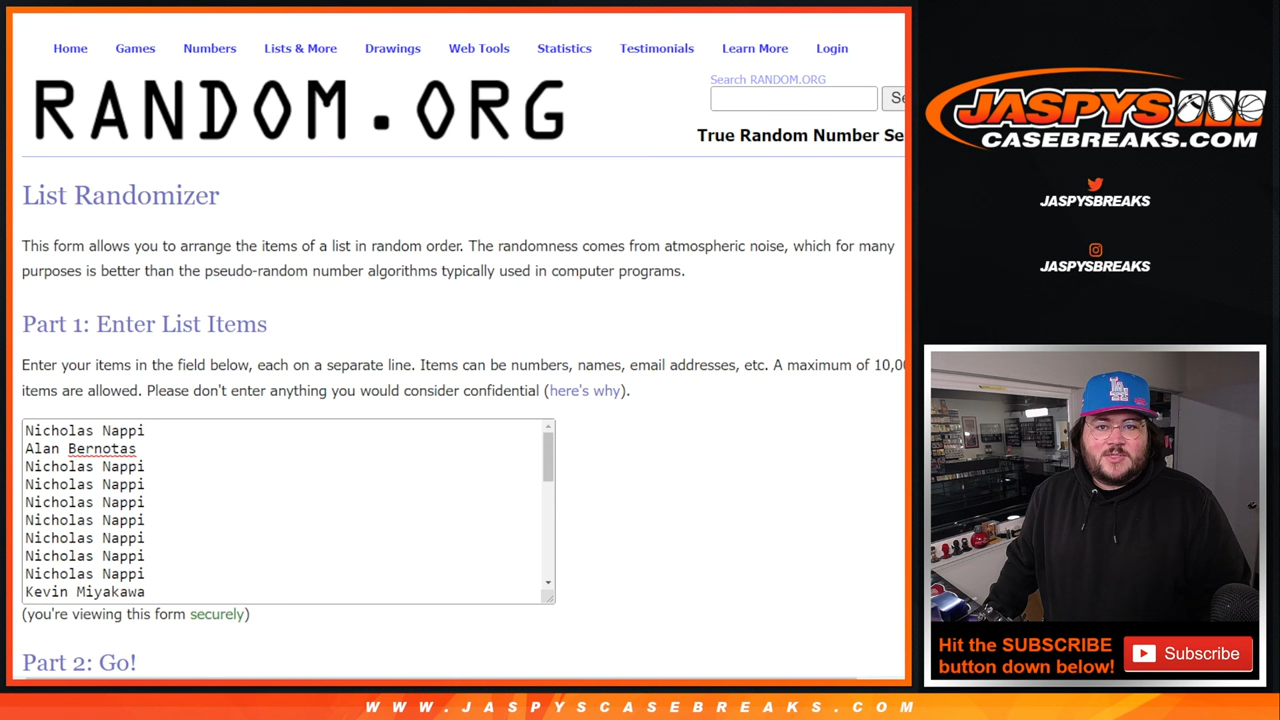 Home Games Numbers Lists & More Drawings Web Tools Statistics Testimonials Learn More Login
RANDOM.ORG
Search RANDOM.ORG
Se
True Random Number Se
List Randomizer
This form allows you to arrange the items of a list in random order. The randomness comes from atmospheric noise, which for many
purposes is better than the pseudo-random number algorithms typically used in computer programs.
Part 1: Enter List Items
Enter your items in the field below, each on a separate line. Items can be numbers, names, email addresses, etc. A maximum of 10,00
items are allowed. Please don't enter anything you would consider confidential (here's why).
Nicholas Nappi
Alan Bernotas
Nicholas Nappi
Nicholas Nappi
Nicholas Nappi
Nicholas Nappi
Nicholas Nappi
Nicholas Nappi
Nicholas Nappi
Kevin Miyakawa
(you're viewing this form securely)
Part 2: Go!
JASPYS
CASEBREAKS.COM
JASPYSBREAKS
JASPYSBREAKS
LA
Hit the SUBSCRIBE
button down below!
Subscribe
WWW.JASPYSCASEBREAKS.COM